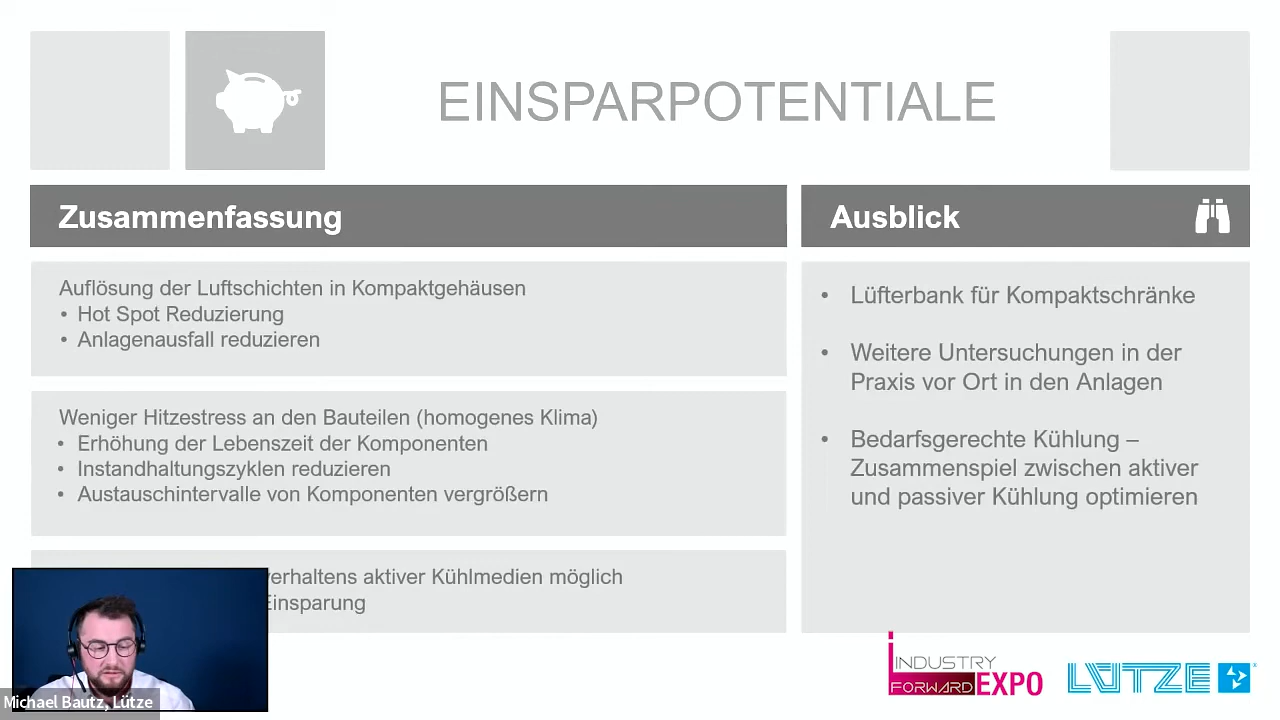 EINSPARPOTENTIALE
Zusammenfassung
Auflösung der Luftschichten in Kompaktgehäusen
• Hot Spot Reduzierung
• Anlagenausfall reduzieren
Weniger Hitzestress an den Bauteilen (homogenes Klima)
• Erhöhung der Lebenszeit der Komponenten
• Instandhaltungszyklen reduzieren
• Austauschintervalle von Komponenten vergrößern
verhaltens aktiver Kühlmedien möglich
Einsparung
Ausblick
• Lüfterbank für Kompaktschränke
• Weitere Untersuchungen in der
Praxis vor Ort in den Anlagen
• Bedarfsgerechte Kühlung –
Zusammenspiel zwischen aktiver
und passiver Kühlung optimieren
Michael Bautz, Lütze
INDUSTRY
FORWARD EXPO
LÜTZE